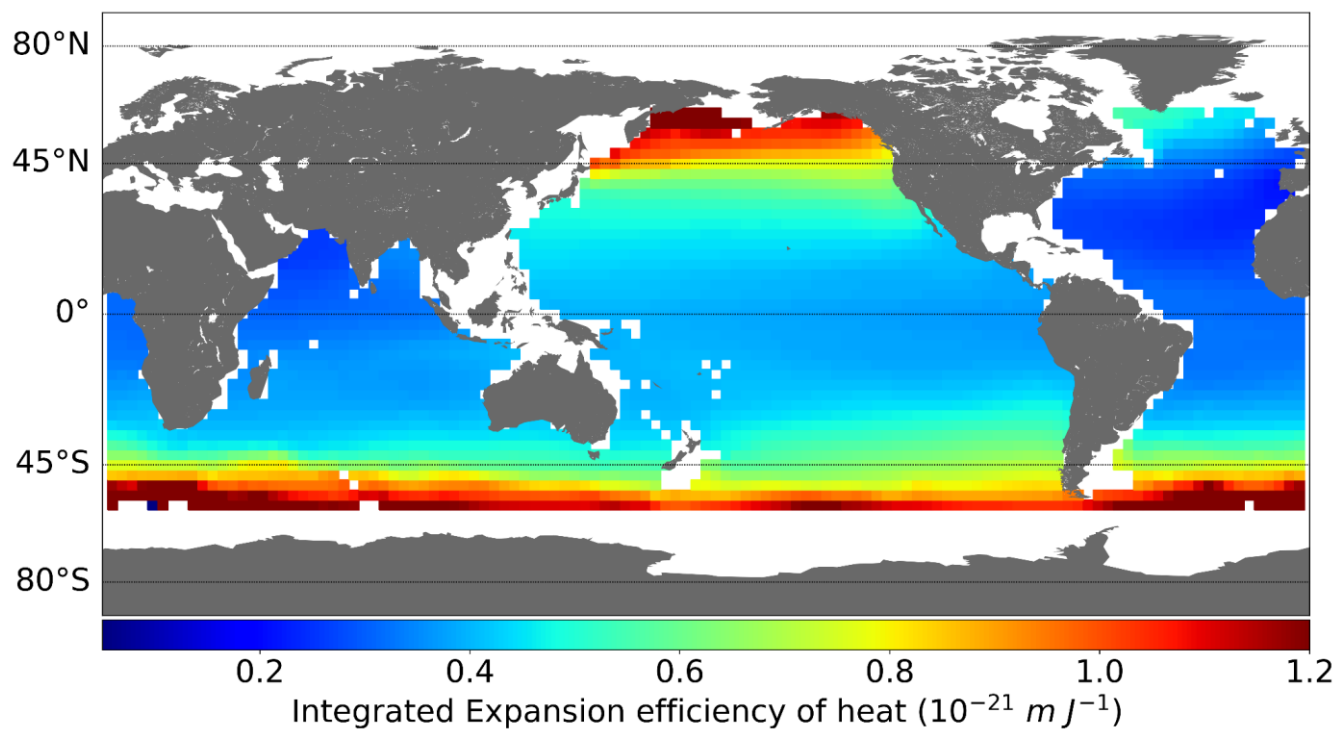 80°N
45°N
0°
45°S
80°S
0.2 0.4 0.6 0.8 1.0 1.2
Integrated Expansion efficiency of heat (10⁻²¹ m J⁻¹)